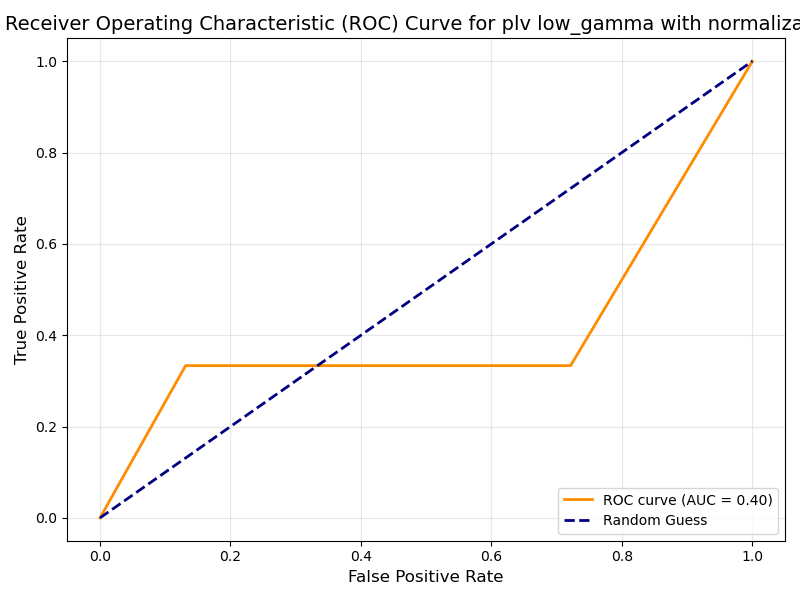 Receiver Operating Characteristic (ROC) Curve for plv low_gamma with normaliza
1.0
0.8
0.6
0.4
0.2
0.0
True Positive Rate
0.0 0.2 0.4 0.6 0.8 1.0
False Positive Rate
ROC curve (AUC = 0.40)
Random Guess